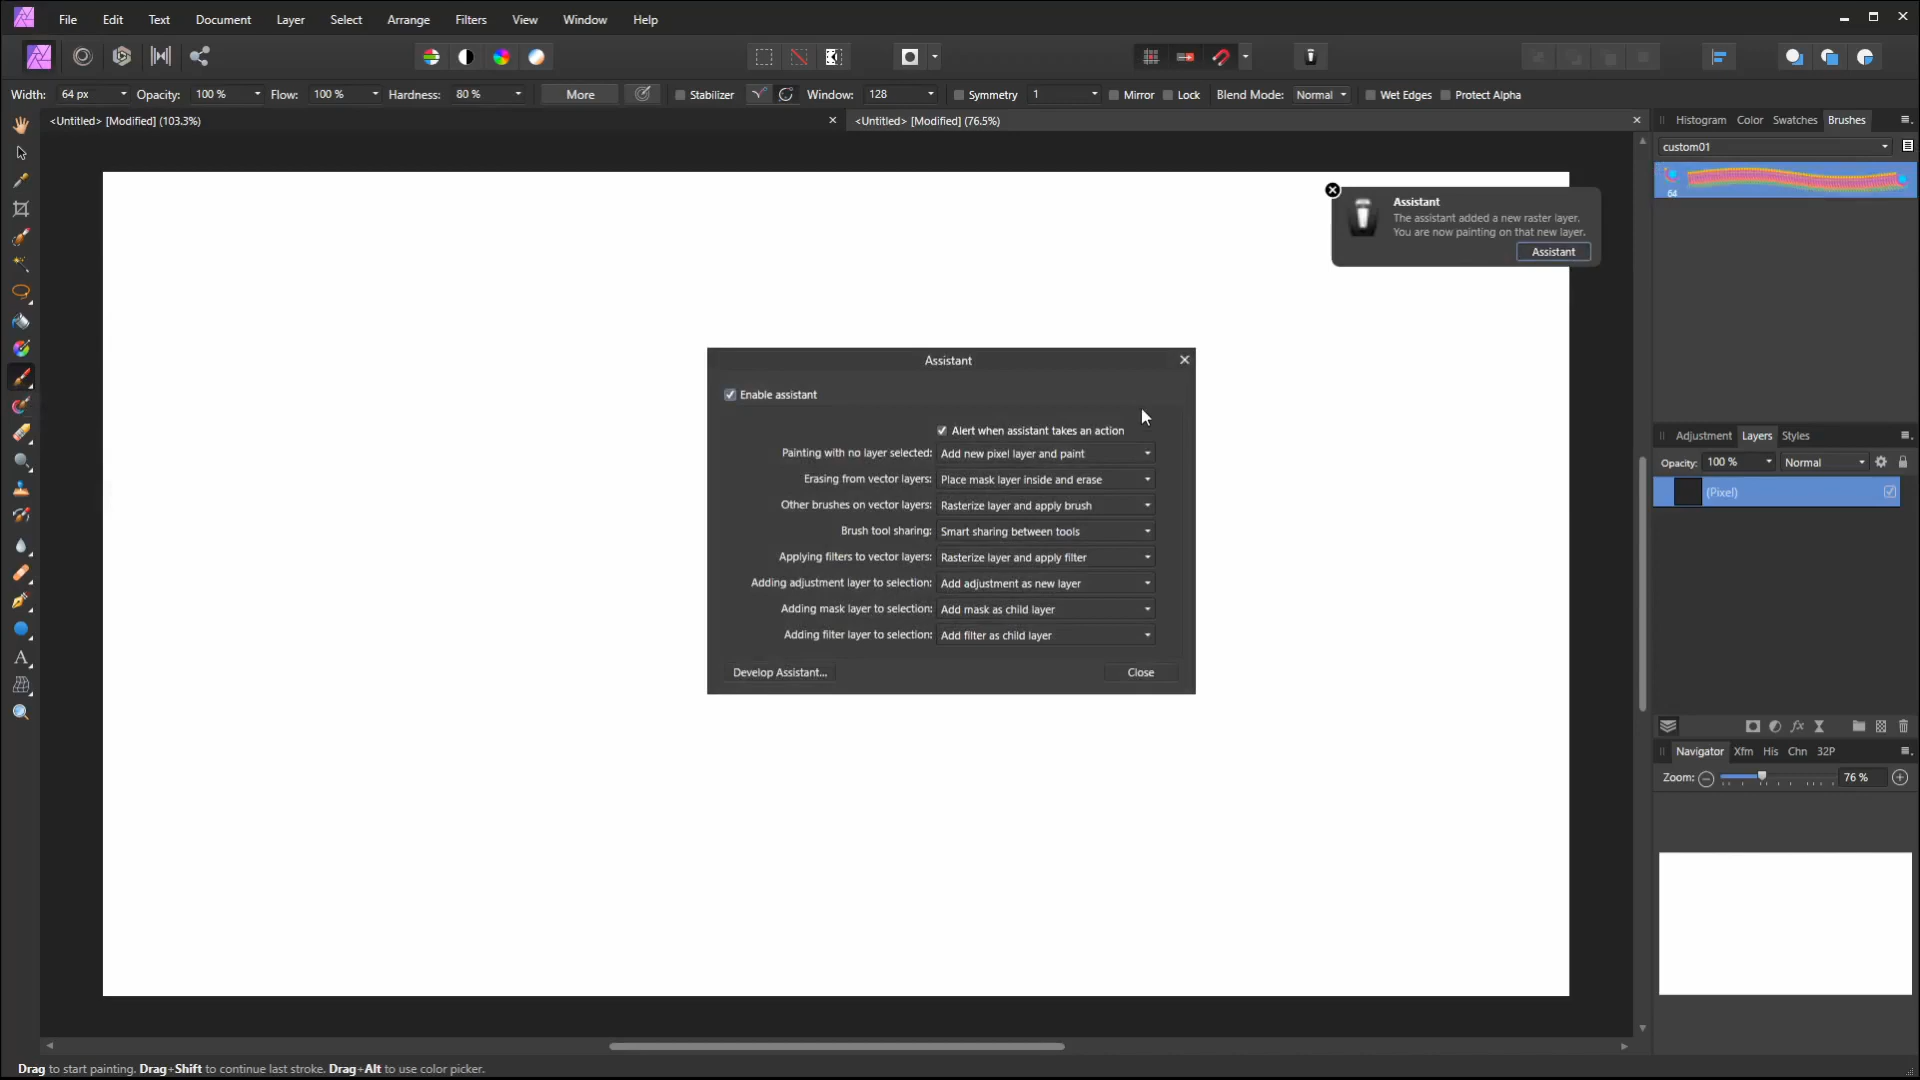 File Edit Text Document Layer Select Arrange Filters View Window Help
Width: 64 px Opacity: 100 % Flow: 100 % Hardness: 80 % More Stabilizer Window: 128 Symmetry 1 Mirror Lock Blend Mode: Normal Wet Edges Protect Alpha
<Untitled> [Modified] (103.3%)
<Untitled> [Modified] (76.5%)
Histogram Color Swatches Brushes
custom01
64
Assistant
The assistant added a new raster layer.
You are now painting on that new layer.
Assistant
Assistant
Enable assistant
Alert when assistant takes an action
Painting with no layer selected: Add new pixel layer and paint
Erasing from vector layers: Place mask layer inside and erase
Other brushes on vector layers: Rasterize layer and apply brush
Brush tool sharing: Smart sharing between tools
Applying filters to vector layers: Rasterize layer and apply filter
Adding adjustment layer to selection: Add adjustment as new layer
Adding mask layer to selection: Add mask as child layer
Adding filter layer to selection: Add filter as child layer
Develop Assistant... Close
Adjustment Layers Styles
Opacity: 100 % Normal
(Pixel)
Navigator Xfm His Chn 32P
Zoom: 76 %
Drag to start painting. Drag+Shift to continue last stroke. Drag+Alt to use color picker.